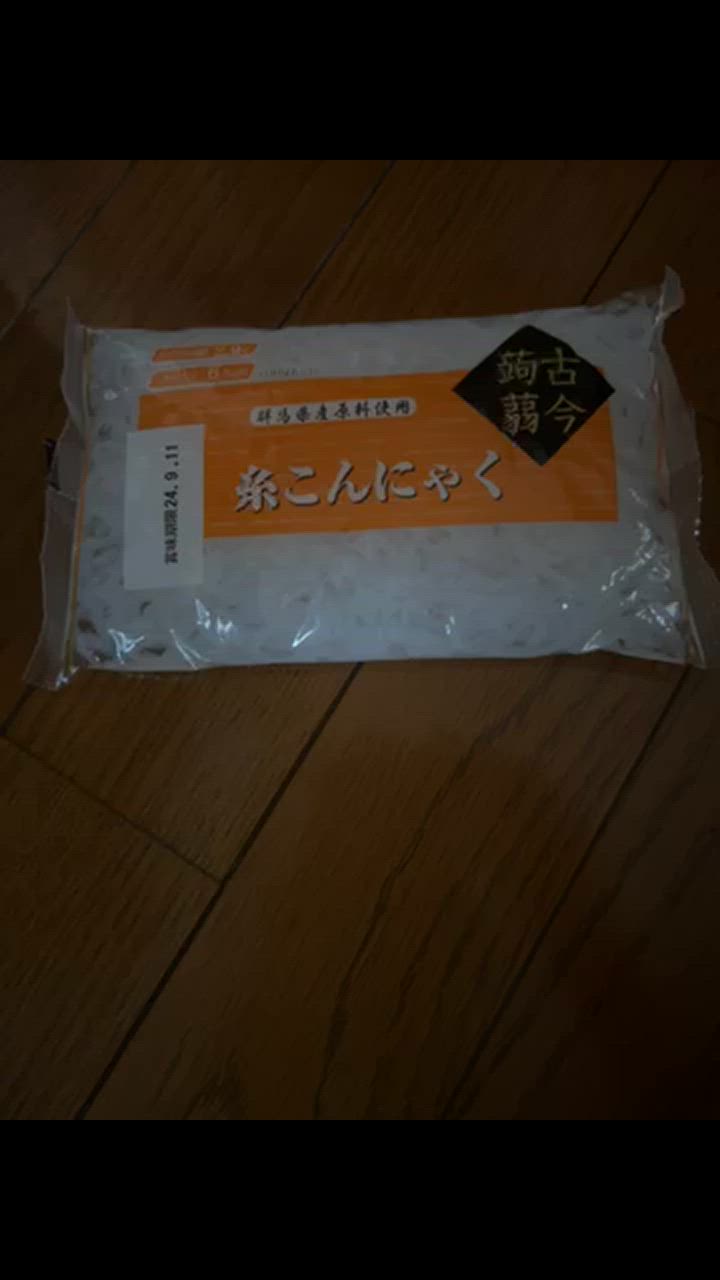 群馬県産原料使用
糸こんにゃく
古今
蒟蒻
賞味期限24.9.11